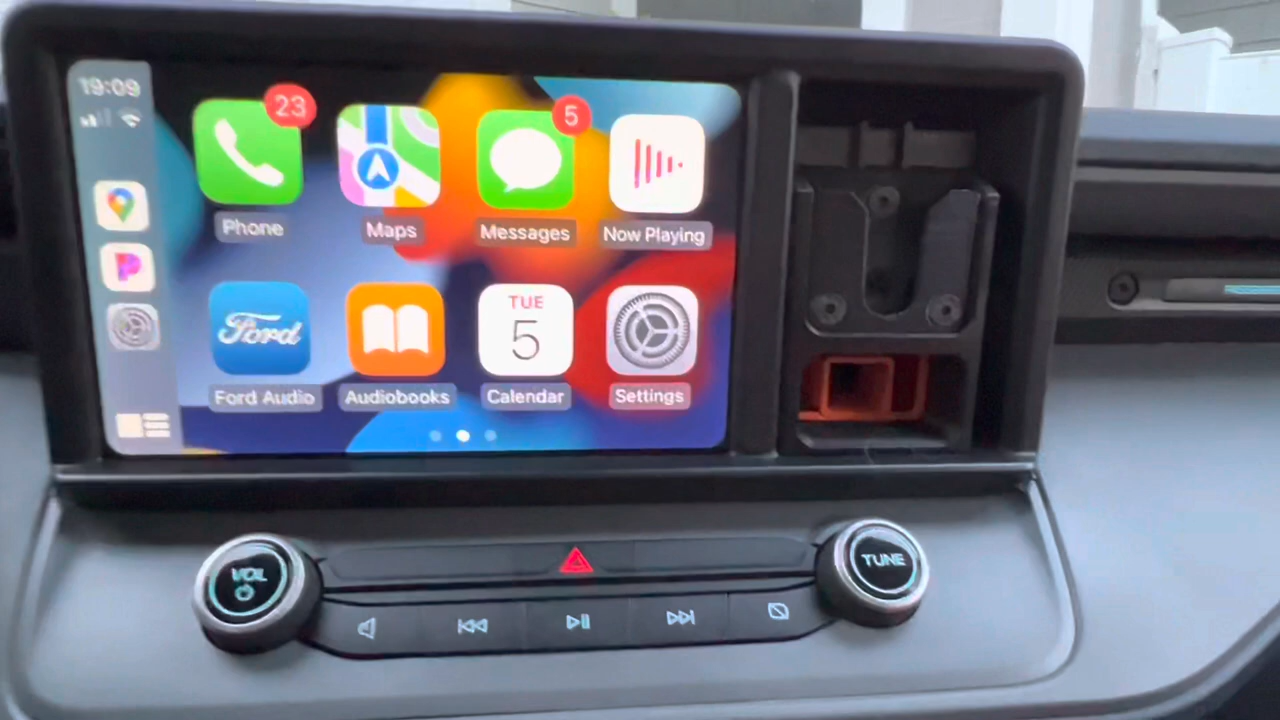 19:09
23
5
Phone
Maps
Messages
Now Playing
Ford
TUE
5
Ford Audio
Audiobooks
Calendar
Settings
VOL
TUNE